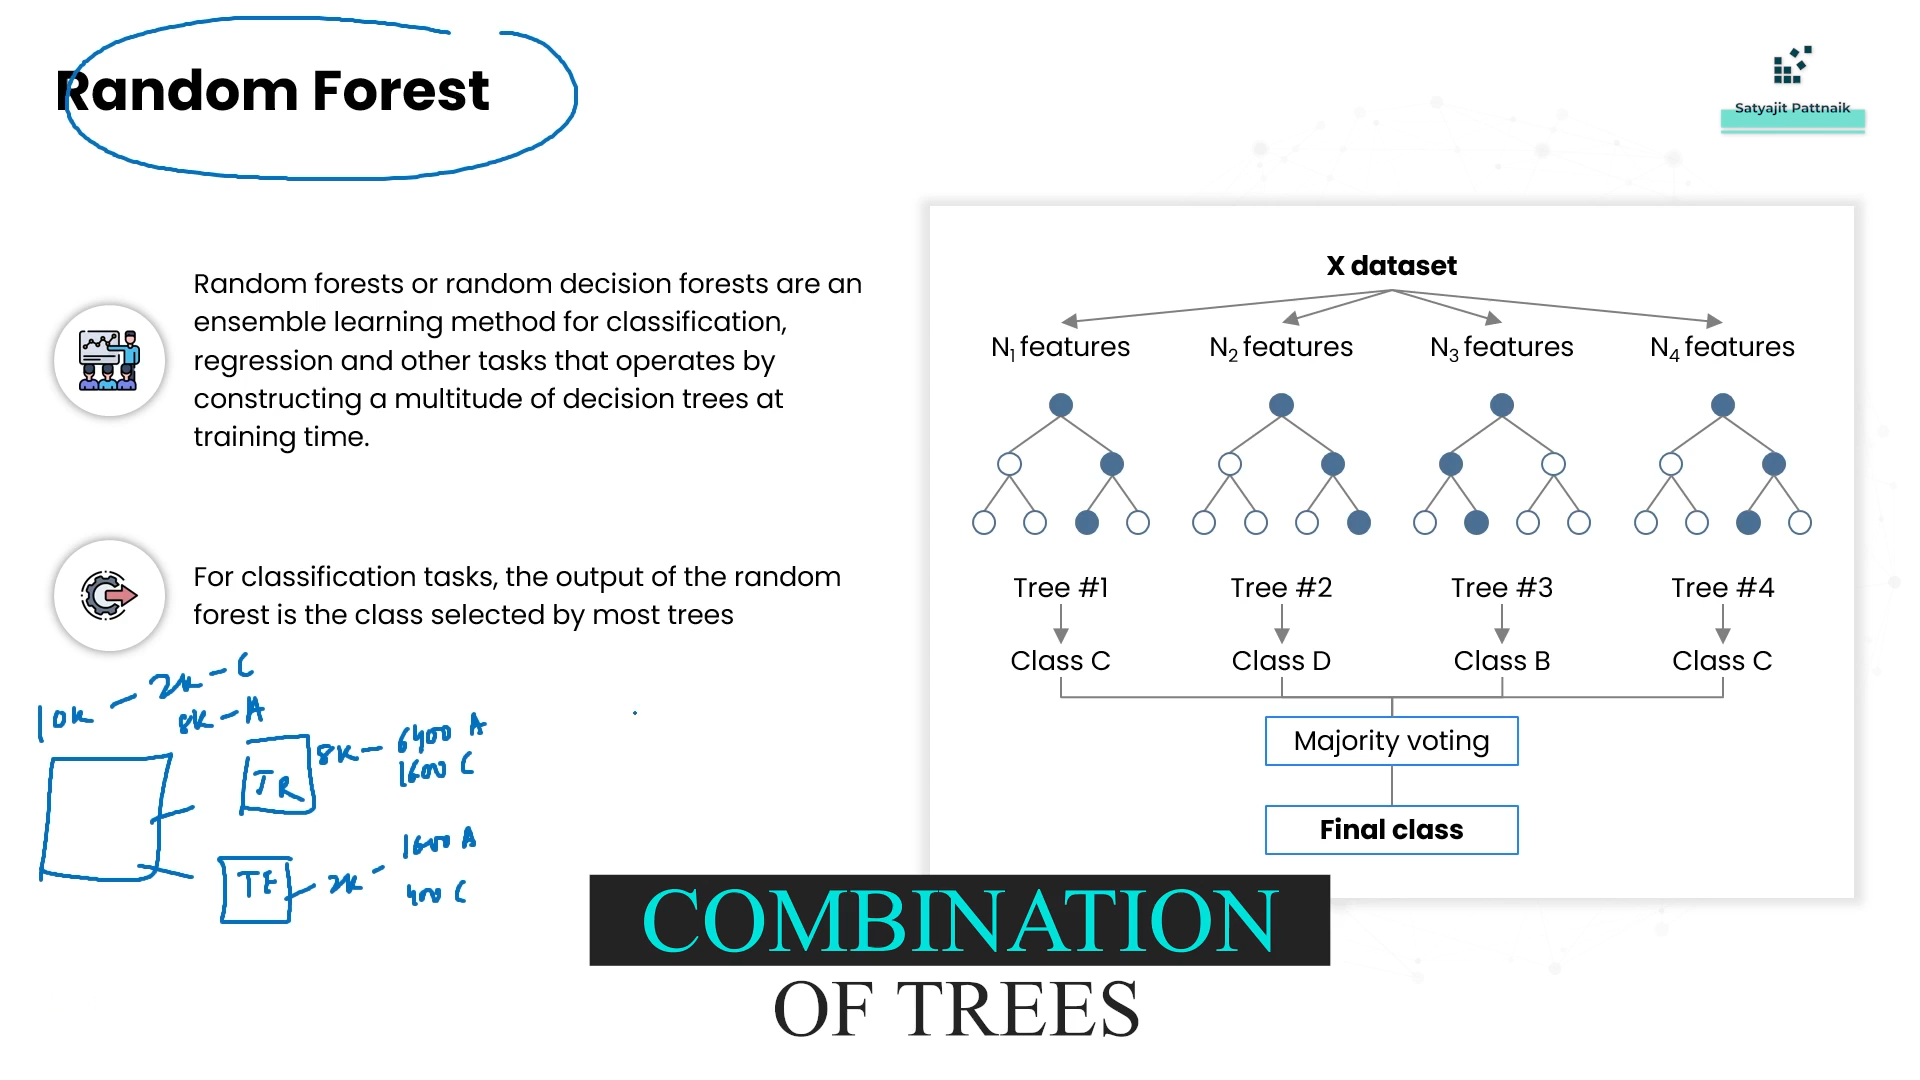 Random Forest
Satyajit Pattnaik
Random forests or random decision forests are an
ensemble learning method for classification,
regression and other tasks that operates by
constructing a multitude of decision trees at
training time.
For classification tasks, the output of the random
forest is the class selected by most trees
10k - 2k - C
8k - A
TR 8k - 6400 A
1600 C
TE - 2k - 1600 A
400 C
X dataset
N₁ features N₂ features N₃ features N₄ features
Tree #1 Tree #2 Tree #3 Tree #4
Class C Class D Class B Class C
Majority voting
Final class
COMBINATION
OF TREES